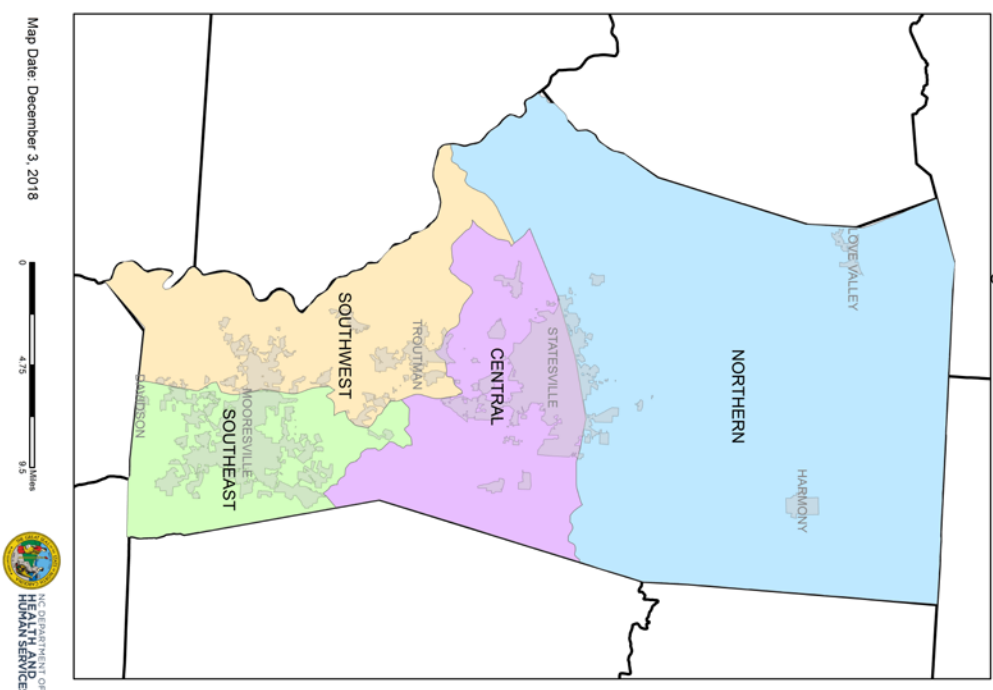 NORTHERN
LOVE VALLEY
HARMONY
STATESVILLE
CENTRAL
TROUTMAN
SOUTHWEST
MOORESVILLE
SOUTHEAST
DAVIDSON
Map Date: December 3, 2018
0 4.75 9.5
Miles
NC DEPARTMENT OF
HEALTH AND
HUMAN SERVICE